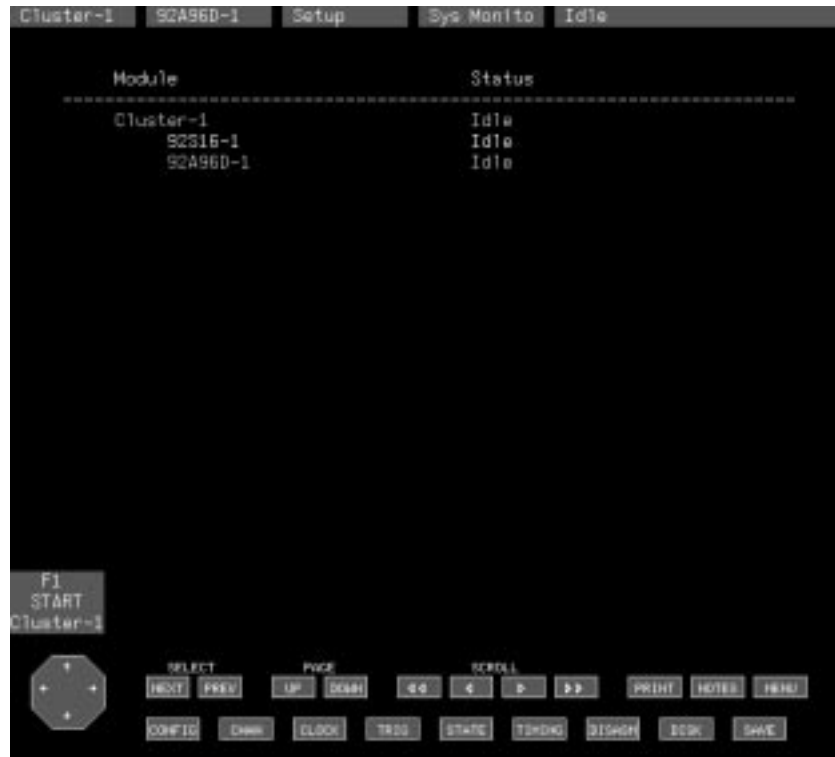 Cluster-1 92A96D-1 Setup Sys Monito Idle
Module Status
Cluster-1 Idle
92S16-1 Idle
92A96D-1 Idle
F1
START
Cluster-1
SELECT PAGE SCROLL
NEXT PREV UP DOWN PRINT NOTES MENU
CONFIG CHAN CLOCK TRIG STATE TIMING DISASM DISK SAVE